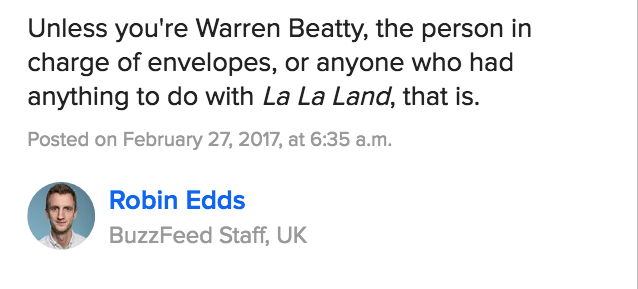 Unless you're Warren Beatty, the person in
charge of envelopes, or anyone who had
anything to do with La La Land, that is.
Posted on February 27, 2017, at 6:35 a.m.
Robin Edds
BuzzFeed Staff, UK